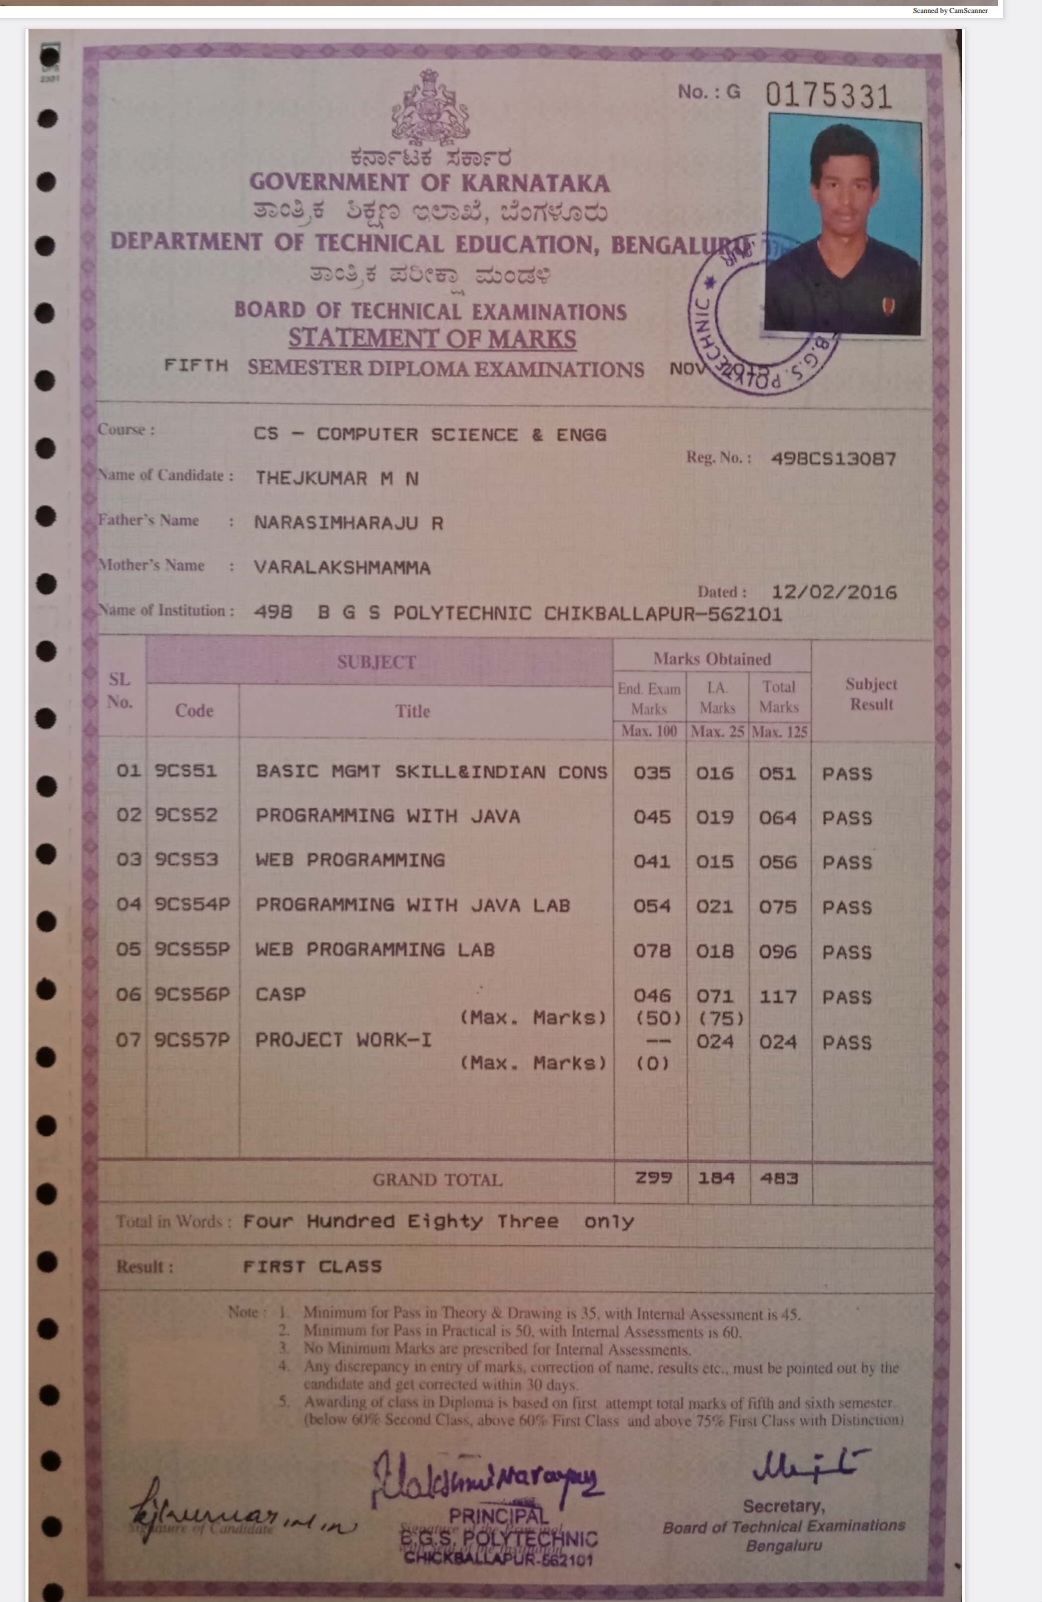 Scanned by CamScanner
No. : G 0175331
ಕರ್ನಾಟಕ ಸರ್ಕಾರ
GOVERNMENT OF KARNATAKA
ತಾಂತ್ರಿಕ ಶಿಕ್ಷಣ ಇಲಾಖೆ, ಬೆಂಗಳೂರು
DEPARTMENT OF TECHNICAL EDUCATION, BENGALURU
ತಾಂತ್ರಿಕ ಪರೀಕ್ಷಾ ಮಂಡಳಿ
BOARD OF TECHNICAL EXAMINATIONS
STATEMENT OF MARKS
FIFTH SEMESTER DIPLOMA EXAMINATIONS NOV
B.G.S. POLYTECHNIC
Course : CS - COMPUTER SCIENCE & ENGG
Reg. No. : 498CS13087
Name of Candidate : THEJKUMAR M N
Father's Name : NARASIMHARAJU R
Mother's Name : VARALAKSHMAMMA
Dated : 12/02/2016
Name of Institution : 498 B G S POLYTECHNIC CHIKBALLAPUR-562101
SL No. SUBJECT Marks Obtained Subject Result
Code Title End. Exam Marks I.A. Marks Total Marks
Max. 100 Max. 25 Max. 125
01 9CS51 BASIC MGMT SKILL&INDIAN CONS 035 016 051 PASS
02 9CS52 PROGRAMMING WITH JAVA 045 019 064 PASS
03 9CS53 WEB PROGRAMMING 041 015 056 PASS
04 9CS54P PROGRAMMING WITH JAVA LAB 054 021 075 PASS
05 9CS55P WEB PROGRAMMING LAB 078 018 096 PASS
06 9CS56P CASP 046 071 117 PASS
(Max. Marks) (50) (75)
07 9CS57P PROJECT WORK-I -- 024 024 PASS
(Max. Marks) (0)
GRAND TOTAL 299 184 483
Total in Words : Four Hundred Eighty Three only
Result : FIRST CLASS
Note : 1. Minimum for Pass in Theory & Drawing is 35, with Internal Assessment is 45.
2. Minimum for Pass in Practical is 50, with Internal Assessments is 60.
3. No Minimum Marks are prescribed for Internal Assessments.
4. Any discrepancy in entry of marks, correction of name, results etc., must be pointed out by the
candidate and get corrected within 30 days.
5. Awarding of class in Diploma is based on first attempt total marks of fifth and sixth semester.
(below 60% Second Class, above 60% First Class and above 75% First Class with Distinction)
Signature of Candidate
PRINCIPAL
B.G.S. POLYTECHNIC
CHICKBALLAPUR-562101
Secretary,
Board of Technical Examinations
Bengaluru